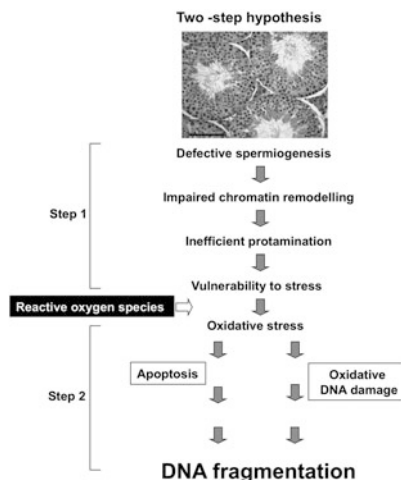 Two -step hypothesis
Defective spermiogenesis
Impaired chromatin remodelling
Step 1
Inefficient protamination
Vulnerability to stress
Reactive oxygen species
Oxidative stress
Apoptosis
Oxidative
DNA damage
Step 2
DNA fragmentation